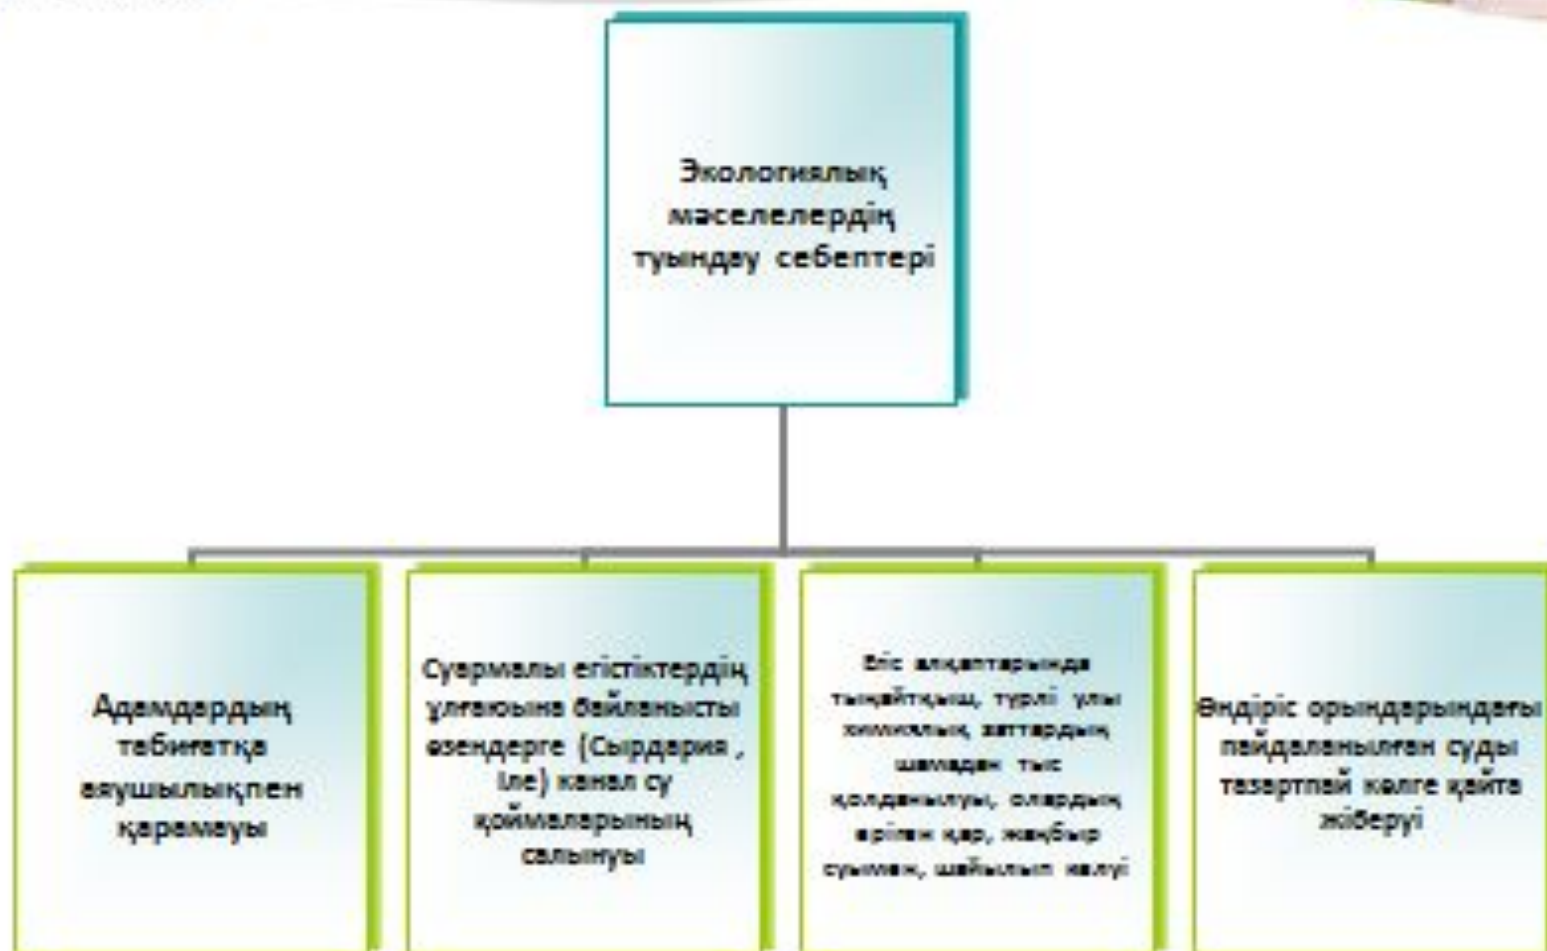 Экологиялық
мәселелердің
туындау себептері
Адамдардың
табиғатқа
аяушылықпен
қарамауы
Суармалы егістіктердің
ұлғаюына байланысты
өзендерге (Сырдария ,
Іле) канал су
қоймаларының
салынуы
Егіс алқаптарында
тыңайтқыш, түрлі улы
химиялық заттардың
шамадан тыс
қолданылуы, олардың
еріген қар, жаңбыр
суымен, шайылып келуі
Өндіріс орындарындағы
пайдаланылған суды
тазартпай көлге қайта
жіберуі